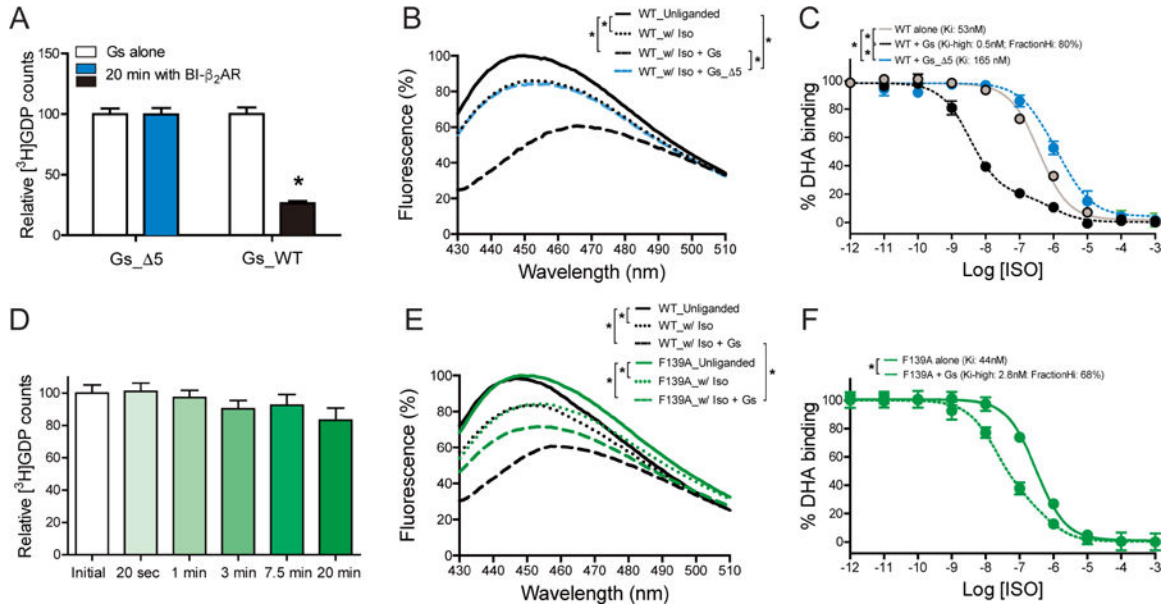 A
Gs alone
20 min with BI-β₂AR
Relative [³H]GDP counts
150
125
100
75
50
25
0
*
Gs_Δ5
Gs_WT
B
WT_Unliganded
WT_w/ Iso
WT_w/ Iso + Gs
WT_w/ Iso + Gs_Δ5
*
*
*
*
Fluorescence (%)
100
80
60
40
20
0
430 440 450 460 470 480 490 500 510
Wavelength (nm)
C
WT alone (Ki: 53nM)
WT + Gs (Ki-high: 0.5nM; FractionHi: 80%)
WT + Gs_Δ5 (Ki: 165 nM)
*
*
*
% DHA binding
100
80
60
40
20
0
-12 -11 -10 -9 -8 -7 -6 -5 -4 -3
Log [ISO]
D
Relative [³H]GDP counts
120
100
80
60
40
20
0
Initial 20 sec 1 min 3 min 7.5 min 20 min
E
WT_Unliganded
WT_w/ Iso
WT_w/ Iso + Gs
F139A_Unliganded
F139A_w/ Iso
F139A_w/ Iso + Gs
*
*
*
*
*
Fluorescence (%)
100
80
60
40
20
0
430 440 450 460 470 480 490 500 510
Wavelength (nm)
F
F139A alone (Ki: 44nM)
F139A + Gs (Ki-high: 2.8nM: FractionHi: 68%)
*
% DHA binding
100
80
60
40
20
0
-12 -11 -10 -9 -8 -7 -6 -5 -4 -3
Log [ISO]